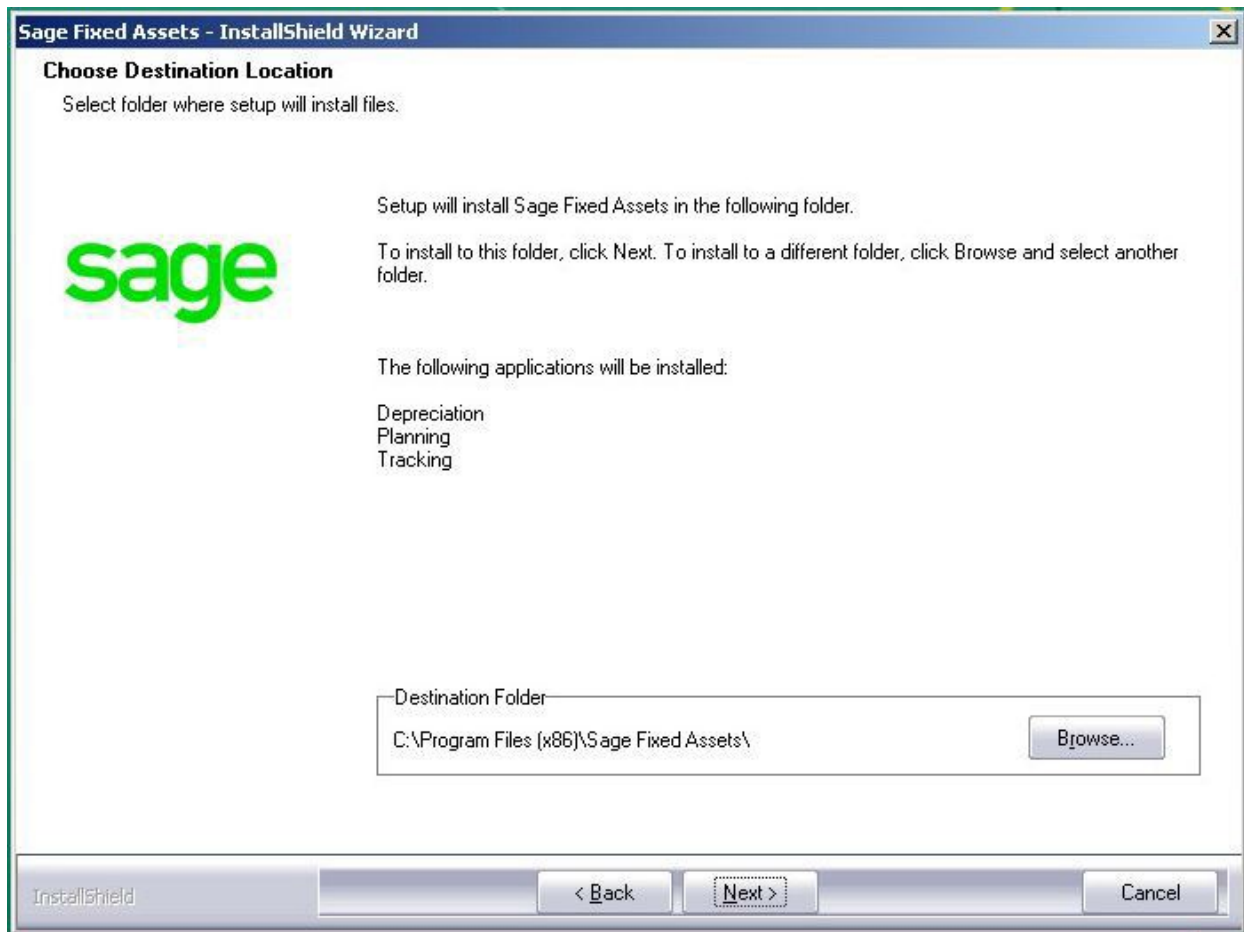 Sage Fixed Assets - InstallShield Wizard
Choose Destination Location
Select folder where setup will install files.
Setup will install Sage Fixed Assets in the following folder.
sage
To install to this folder, click Next. To install to a different folder, click Browse and select another
folder.
The following applications will be installed:
Depreciation
Planning
Tracking
Destination Folder
C:\Program Files (x86)\Sage Fixed Assets\
Browse...
InstallShield
< Back
Next >
Cancel